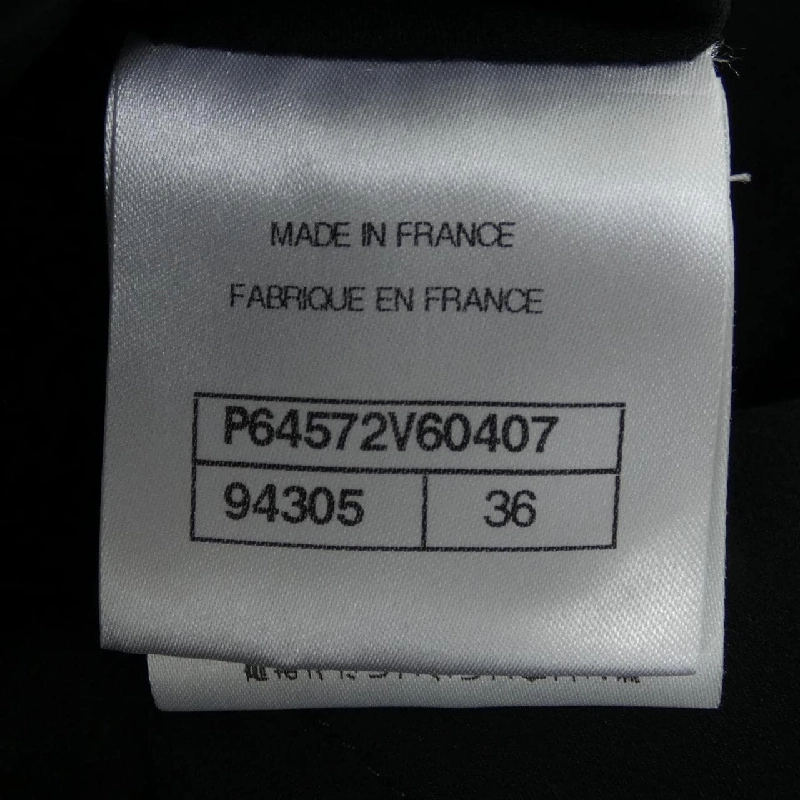 MADE IN FRANCE
FABRIQUE EN FRANCE
P64572V60407
94305 36